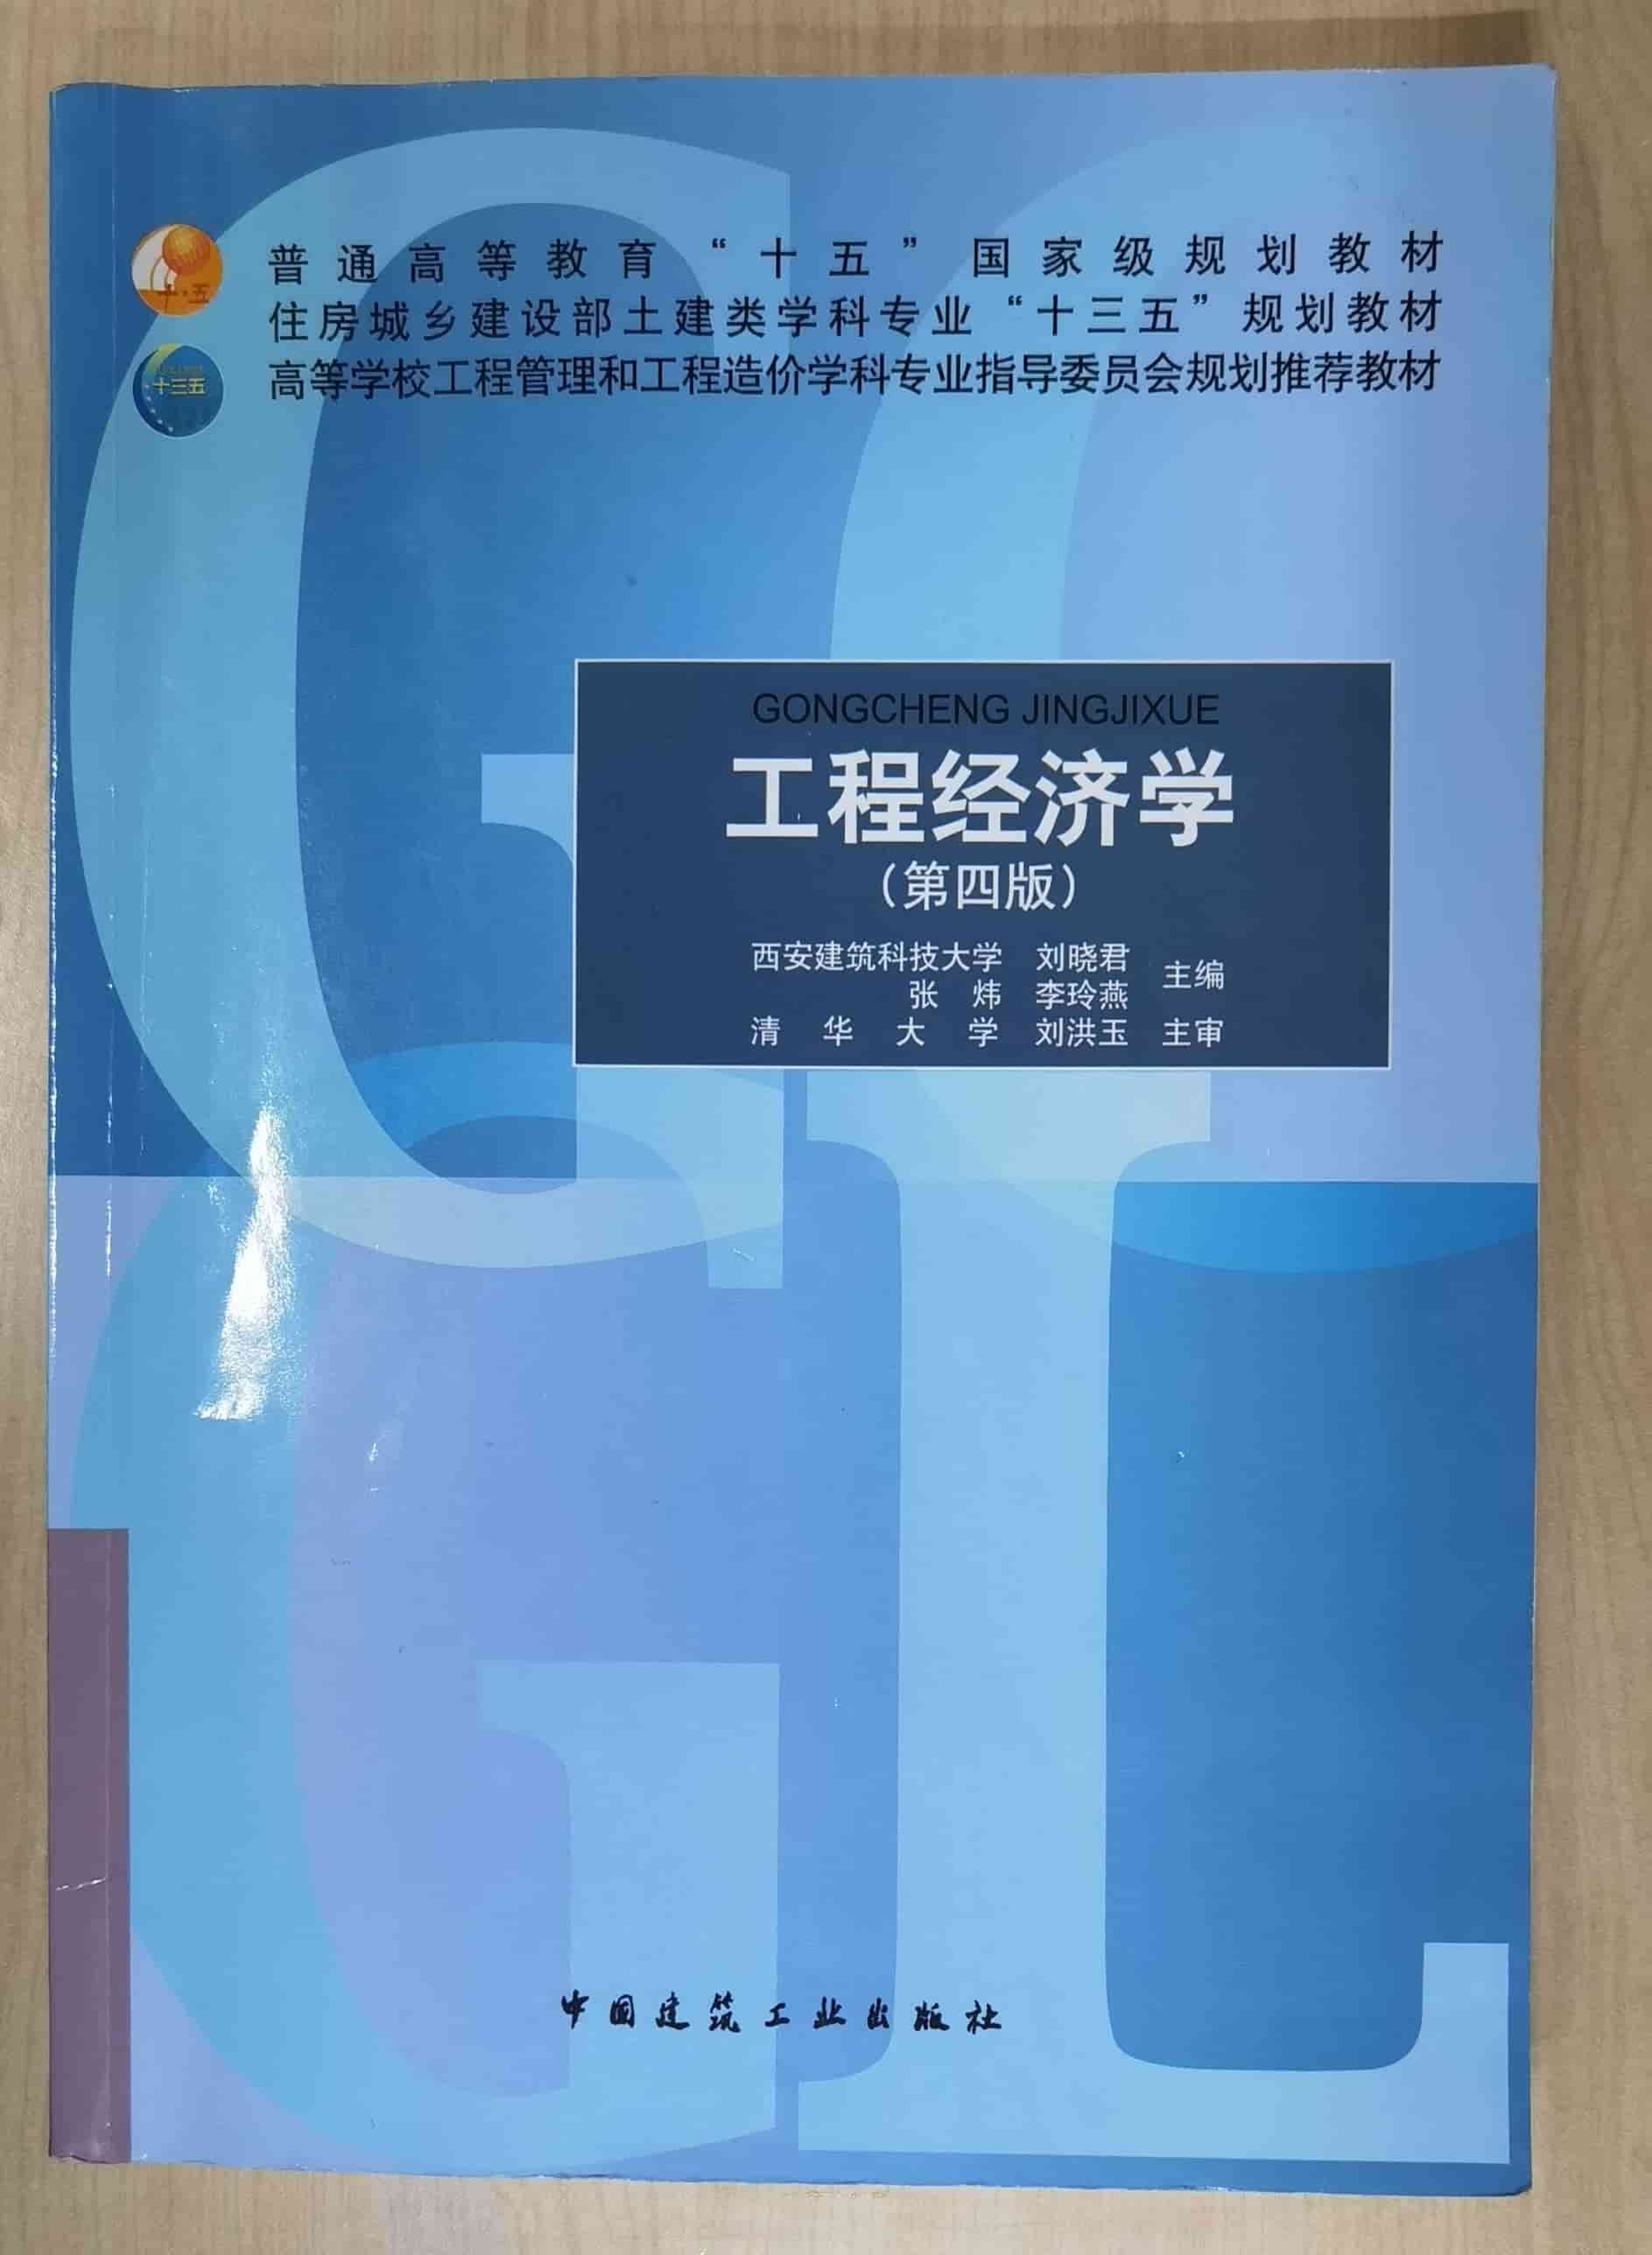 普通高等教育“十五”国家级规划教材
住房城乡建设部土建类学科专业“十三五”规划教材
高等学校工程管理和工程造价学科专业指导委员会规划推荐教材
十·五
十三五
GONGCHENG JINGJIXUE
工程经济学
（第四版）
西安建筑科技大学 刘晓君
张炜 李玲燕 主编
清华大学 刘洪玉 主审
中国建筑工业出版社